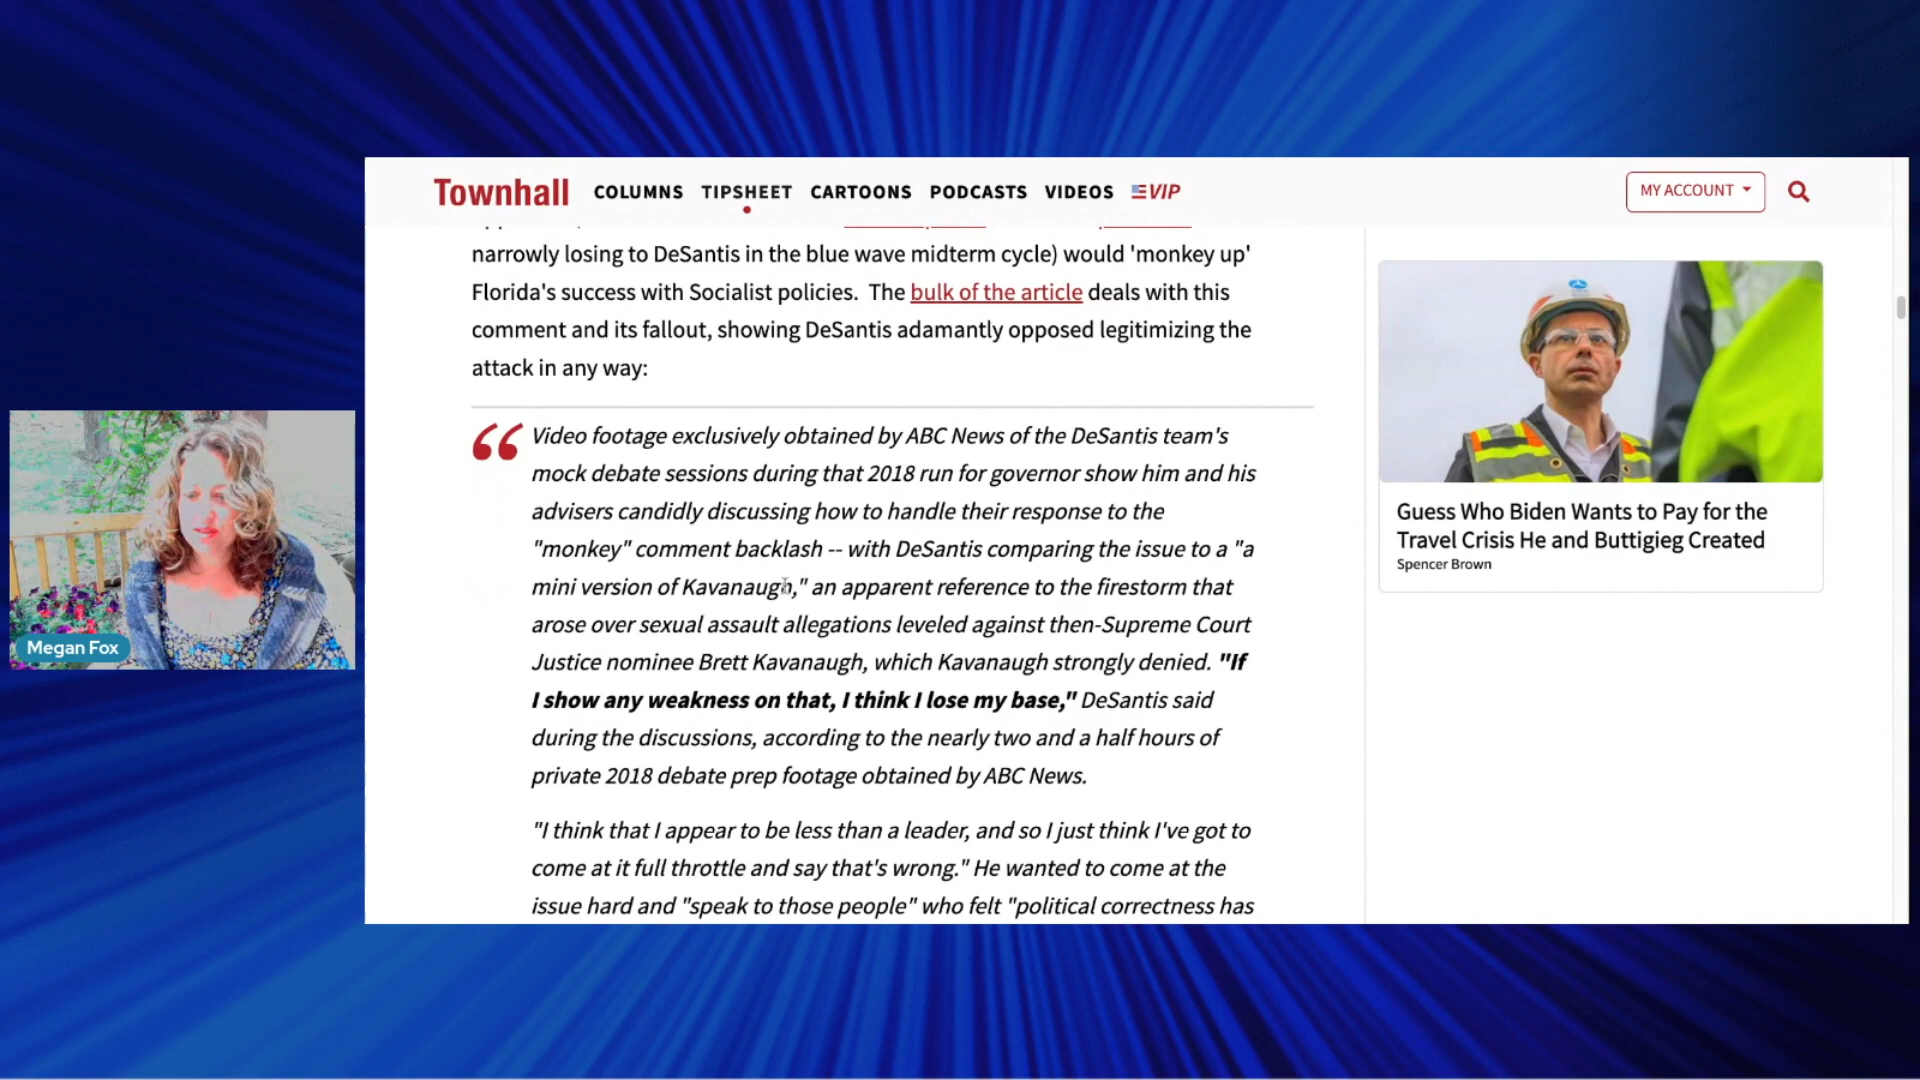 Townhall COLUMNS TIPSHEET CARTOONS PODCASTS VIDEOS VIP MY ACCOUNT
narrowly losing to DeSantis in the blue wave midterm cycle) would 'monkey up'
Florida's success with Socialist policies. The bulk of the article deals with this
comment and its fallout, showing DeSantis adamantly opposed legitimizing the
attack in any way:
“ Video footage exclusively obtained by ABC News of the DeSantis team's
mock debate sessions during that 2018 run for governor show him and his
advisers candidly discussing how to handle their response to the
"monkey" comment backlash -- with DeSantis comparing the issue to a "a
mini version of Kavanaugh," an apparent reference to the firestorm that
arose over sexual assault allegations leveled against then-Supreme Court
Justice nominee Brett Kavanaugh, which Kavanaugh strongly denied. "If
I show any weakness on that, I think I lose my base," DeSantis said
during the discussions, according to the nearly two and a half hours of
private 2018 debate prep footage obtained by ABC News.
"I think that I appear to be less than a leader, and so I just think I've got to
come at it full throttle and say that's wrong." He wanted to come at the
issue hard and "speak to those people" who felt "political correctness has
Guess Who Biden Wants to Pay for the
Travel Crisis He and Buttigieg Created
Spencer Brown
Megan Fox